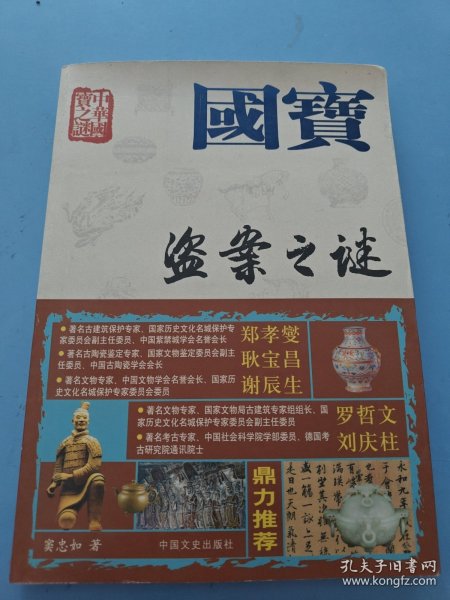 中華國
寶之謎
國寶
盗案之谜
●著名古建筑保护专家、国家历史文化名城保护专
家委员会副主任委员、中国紫禁城学会名誉会长
●著名古陶瓷鉴定专家、国家文物鉴定委员会副主
任委员、中国古陶瓷学会会长
●著名文物专家、中国文物学会名誉会长、国家历
史文化名城保护专家委员会委员
郑孝燮
耿宝昌
谢辰生
●著名文物专家、国家文物局古建筑专家组组长、国
家历史文化名城保护专家委员会副主任委员
●著名考古专家、中国社会科学院学部委员、德国考
古研究院通讯院士
罗哲文
刘庆柱
鼎力推荐
永和九年
窦忠如 著
中国文史出版社
孔夫子旧书网
www.kongfz.com